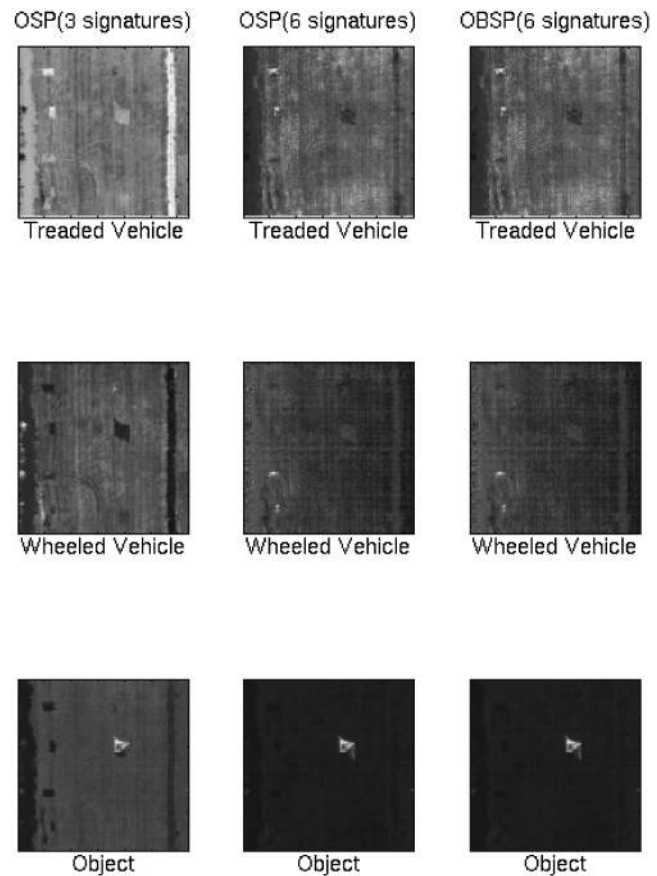 OSP(3 signatures) OSP(6 signatures) OBSP(6 signatures)
Treaded Vehicle Treaded Vehicle Treaded Vehicle
Wheeled Vehicle Wheeled Vehicle Wheeled Vehicle
Object Object Object